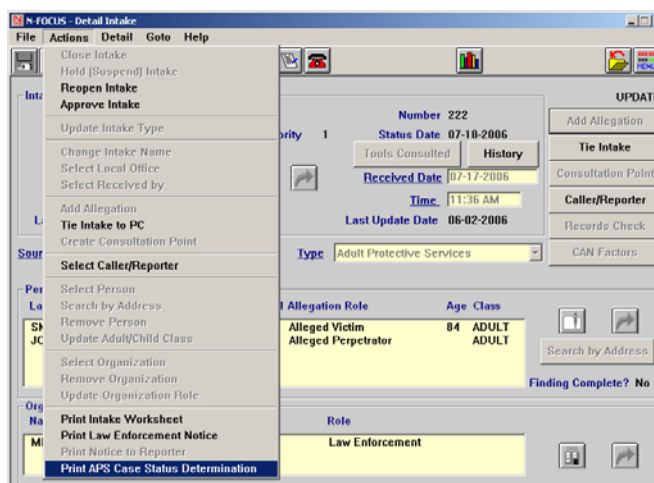 N-FOCUS - Detail Intake
File Actions Detail Goto Help
Close Intake
Hold (Suspend) Intake
Reopen Intake
Approve Intake
Update Intake Type
Change Intake Name
Select Local Office
Select Received by
Add Allegation
Tie Intake to PC
Create Consultation Point
Select Caller/Reporter
Select Person
Search by Address
Remove Person
Update Adult/Child Class
Select Organization
Remove Organization
Update Organization Role
Print Intake Worksheet
Print Law Enforcement Notice
Print Notice to Reporter
Print APS Case Status Determination
UPDAT
Number 222
1 Status Date 07-18-2006
Tools Consulted History
Received Date 07-17-2006
Time 11:36 AM
Last Update Date 06-02-2006
Type Adult Protective Services
Add Allegation
Tie Intake
Consultation Point
Caller/Reporter
Records Check
CAN Factors
Allegation Role Age Class
Alleged Victim 84 ADULT
Alleged Perpetrator ADULT
Search by Address
Finding Complete? No
Role
Law Enforcement